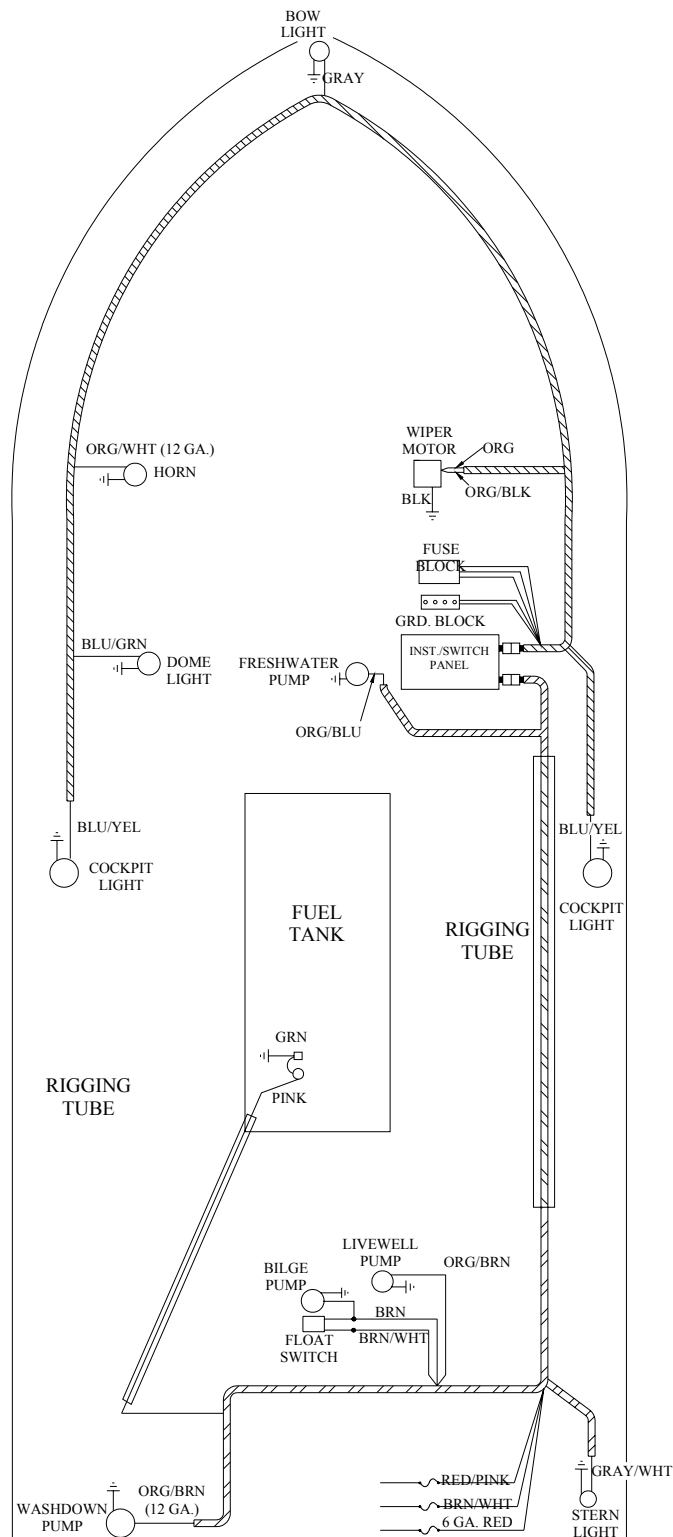 BOW
LIGHT
GRAY
ORG/WHT (12 GA.)
HORN
WIPER
MOTOR
ORG
ORG/BLK
BLK
FUSE
BLOCK
GRD. BLOCK
BLU/GRN
DOME
LIGHT
FRESHWATER
PUMP
INST./SWITCH
PANEL
ORG/BLU
BLU/YEL
COCKPIT
LIGHT
BLU/YEL
COCKPIT
LIGHT
FUEL
TANK
RIGGING
TUBE
GRN
PINK
RIGGING
TUBE
LIVEWELL
PUMP
ORG/BRN
BILGE
PUMP
BRN
FLOAT
SWITCH
BRN/WHT
ORG/BRN
(12 GA.)
WASHDOWN
PUMP
RED/PINK
BRN/WHT
6 GA. RED
GRAY/WHT
STERN
LIGHT